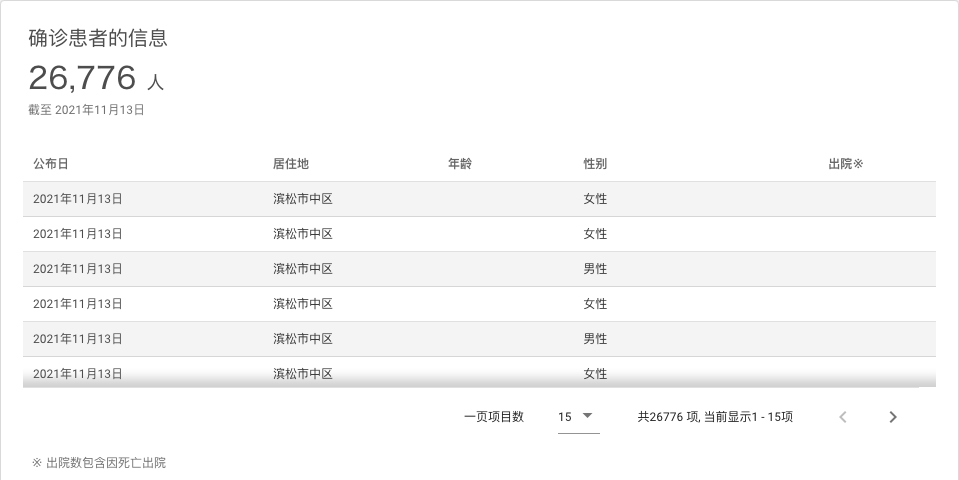 确诊患者的信息
26,776 人
截至 2021年11月13日
公布日 居住地 年龄 性别 出院※
2021年11月13日 滨松市中区 女性
2021年11月13日 滨松市中区 女性
2021年11月13日 滨松市中区 男性
2021年11月13日 滨松市中区 女性
2021年11月13日 滨松市中区 男性
2021年11月13日 滨松市中区 女性
一页项目数 15 共26776 项, 当前显示1 - 15项
※ 出院数包含因死亡出院